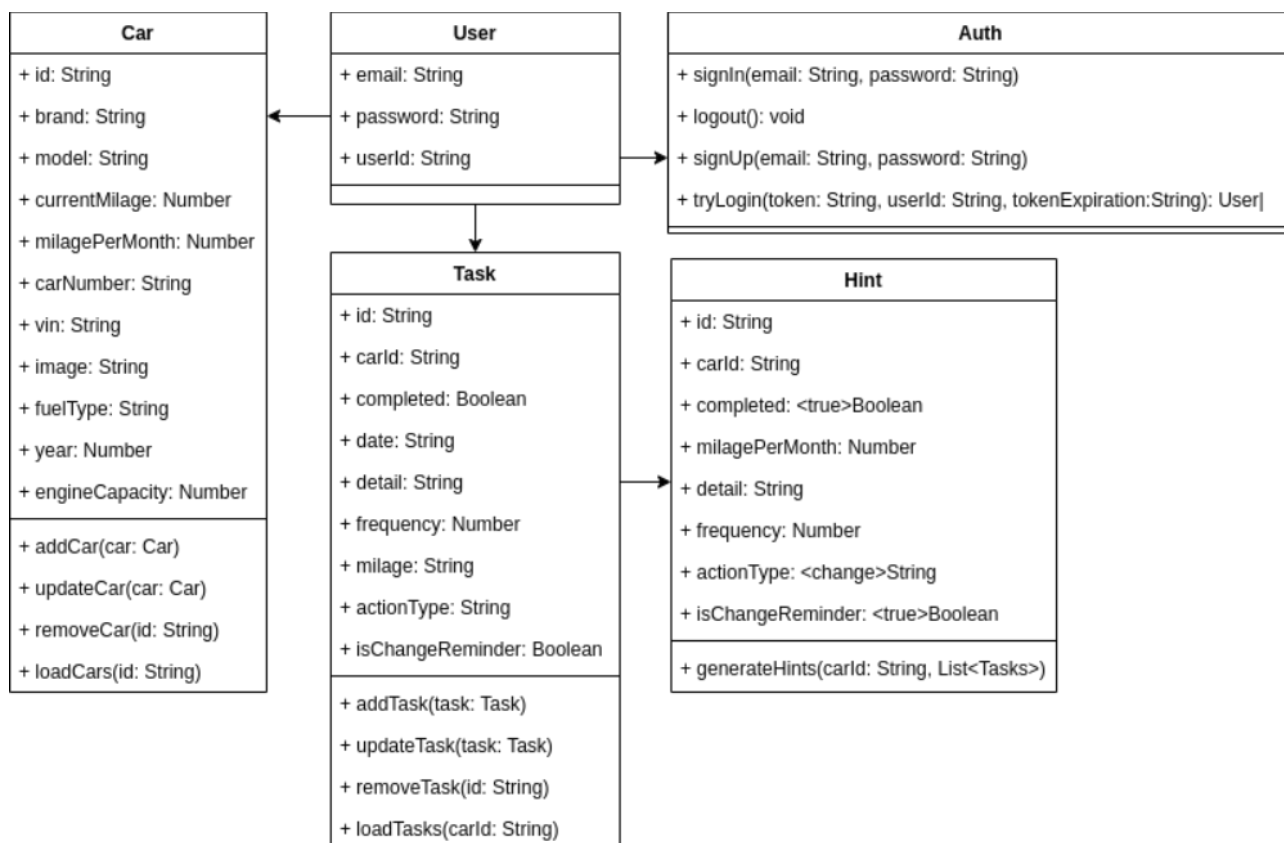 Car
+ id: String
+ brand: String
+ model: String
+ currentMilage: Number
+ milagePerMonth: Number
+ carNumber: String
+ vin: String
+ image: String
+ fuelType: String
+ year: Number
+ engineCapacity: Number
+ addCar(car: Car)
+ updateCar(car: Car)
+ removeCar(id: String)
+ loadCars(id: String)
User
+ email: String
+ password: String
+ userId: String
Auth
+ signIn(email: String, password: String)
+ logout(): void
+ signUp(email: String, password: String)
+ tryLogin(token: String, userId: String, tokenExpiration:String): User|
Task
+ id: String
+ carId: String
+ completed: Boolean
+ date: String
+ detail: String
+ frequency: Number
+ milage: String
+ actionType: String
+ isChangeReminder: Boolean
+ addTask(task: Task)
+ updateTask(task: Task)
+ removeTask(id: String)
+ loadTasks(carId: String)
Hint
+ id: String
+ carId: String
+ completed: <true>Boolean
+ milagePerMonth: Number
+ detail: String
+ frequency: Number
+ actionType: <change>String
+ isChangeReminder: <true>Boolean
+ generateHints(carId: String, List<Tasks>)